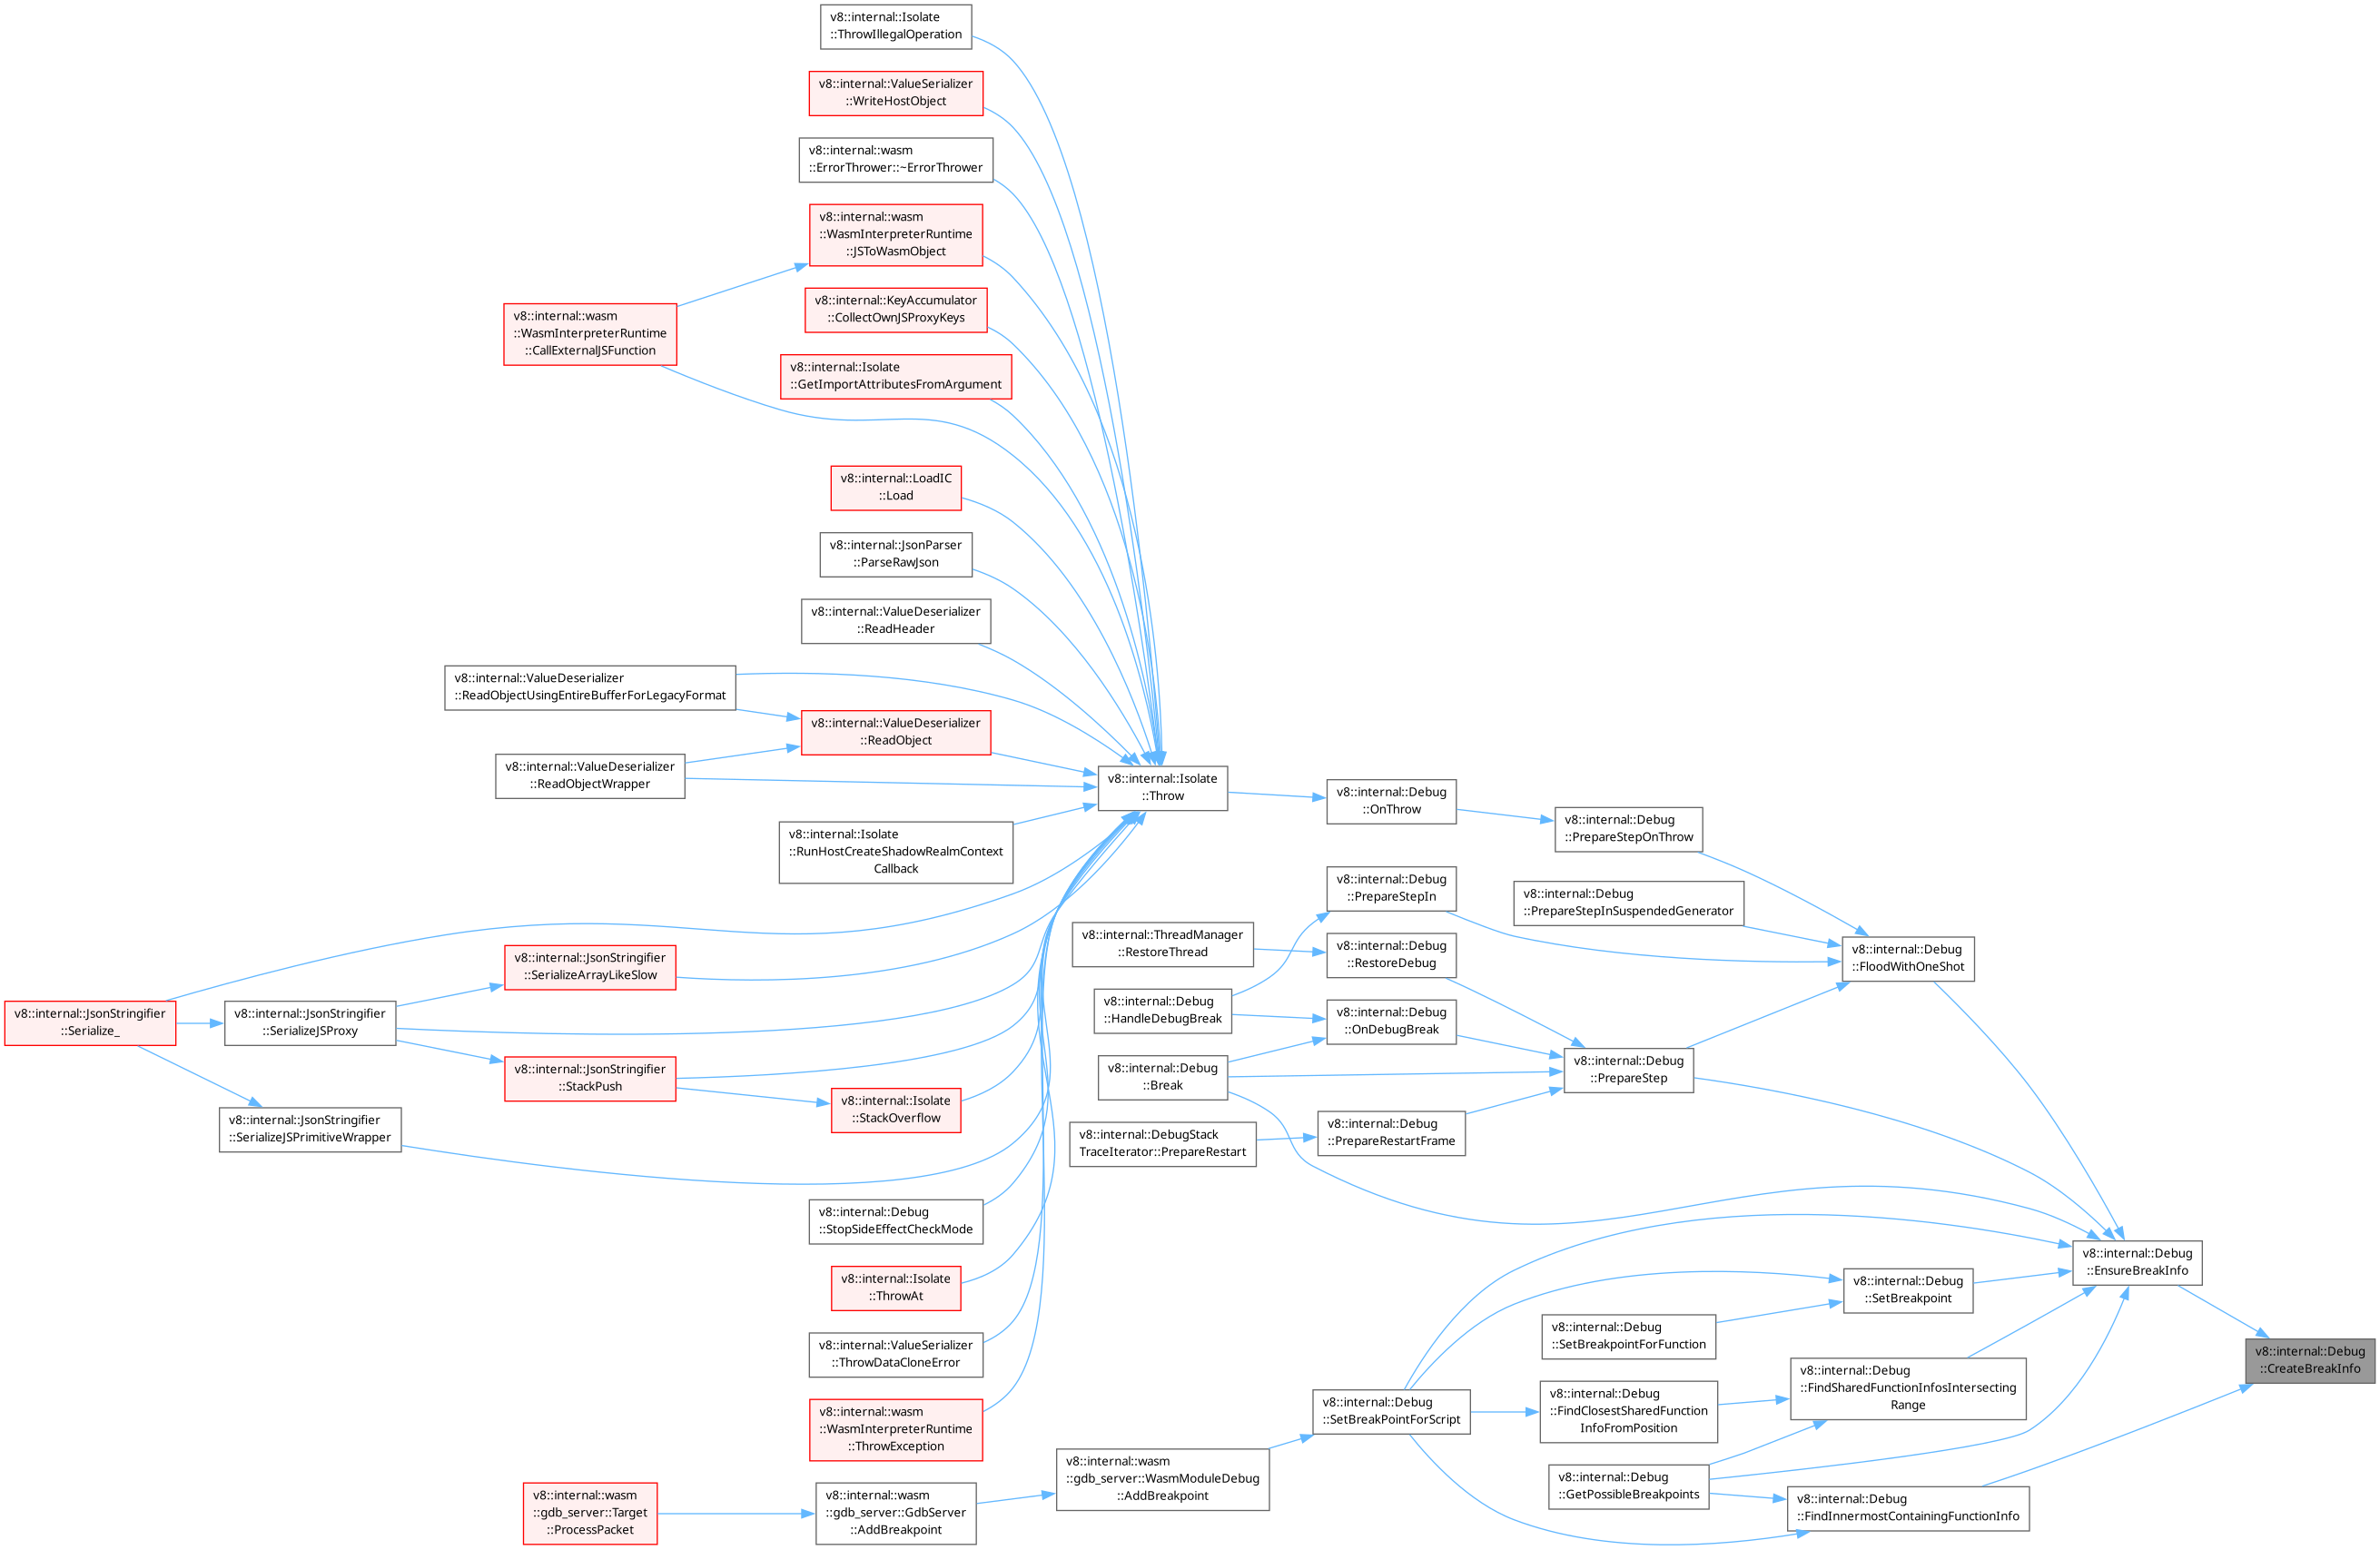 v8::internal::Isolate
::ThrowIllegalOperation
v8::internal::ValueSerializer
::WriteHostObject
v8::internal::wasm
::ErrorThrower::~ErrorThrower
v8::internal::wasm
::WasmInterpreterRuntime
::JSToWasmObject
v8::internal::KeyAccumulator
::CollectOwnJSProxyKeys
v8::internal::wasm
::WasmInterpreterRuntime
::CallExternalJSFunction
v8::internal::Isolate
::GetImportAttributesFromArgument
v8::internal::LoadIC
::Load
v8::internal::JsonParser
::ParseRawJson
v8::internal::ValueDeserializer
::ReadHeader
v8::internal::ValueDeserializer
::ReadObjectUsingEntireBufferForLegacyFormat
v8::internal::ValueDeserializer
::ReadObject
v8::internal::ValueDeserializer
::ReadObjectWrapper
v8::internal::Isolate
::Throw
v8::internal::Debug
::OnThrow
v8::internal::Debug
::PrepareStepOnThrow
v8::internal::Isolate
::RunHostCreateShadowRealmContext
Callback
v8::internal::Debug
::PrepareStepIn
v8::internal::Debug
::PrepareStepInSuspendedGenerator
v8::internal::ThreadManager
::RestoreThread
v8::internal::Debug
::RestoreDebug
v8::internal::Debug
::FloodWithOneShot
v8::internal::JsonStringifier
::SerializeArrayLikeSlow
v8::internal::JsonStringifier
::Serialize_
v8::internal::JsonStringifier
::SerializeJSProxy
v8::internal::Debug
::HandleDebugBreak
v8::internal::Debug
::OnDebugBreak
v8::internal::JsonStringifier
::StackPush
v8::internal::Debug
::Break
v8::internal::Debug
::PrepareStep
v8::internal::Isolate
::StackOverflow
v8::internal::JsonStringifier
::SerializeJSPrimitiveWrapper
v8::internal::DebugStack
TraceIterator::PrepareRestart
v8::internal::Debug
::PrepareRestartFrame
v8::internal::Debug
::StopSideEffectCheckMode
v8::internal::Debug
::EnsureBreakInfo
v8::internal::Isolate
::ThrowAt
v8::internal::Debug
::SetBreakpoint
v8::internal::Debug
::SetBreakpointForFunction
v8::internal::ValueSerializer
::ThrowDataCloneError
v8::internal::Debug
::CreateBreakInfo
v8::internal::Debug
::FindSharedFunctionInfosIntersecting
Range
v8::internal::Debug
::SetBreakPointForScript
v8::internal::Debug
::FindClosestSharedFunction
InfoFromPosition
v8::internal::wasm
::WasmInterpreterRuntime
::ThrowException
v8::internal::wasm
::gdb_server::WasmModuleDebug
::AddBreakpoint
v8::internal::Debug
::GetPossibleBreakpoints
v8::internal::wasm
::gdb_server::Target
::ProcessPacket
v8::internal::wasm
::gdb_server::GdbServer
::AddBreakpoint
v8::internal::Debug
::FindInnermostContainingFunctionInfo